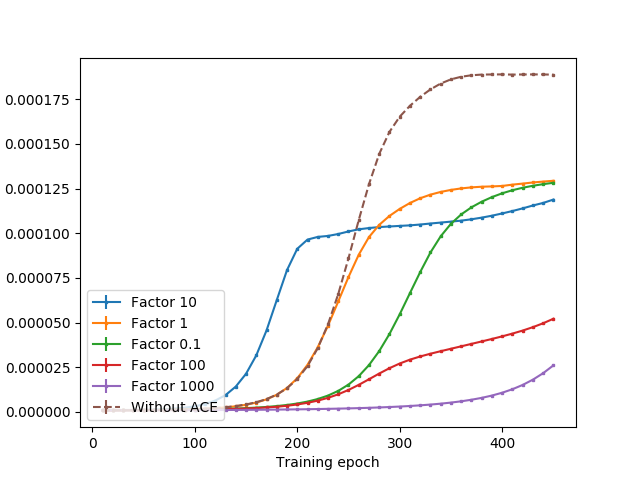 0.000175
0.000150
0.000125
0.000100
0.000075
0.000050
0.000025
0.000000
Factor 10
Factor 1
Factor 0.1
Factor 100
Factor 1000
Without ACE
0 100 200 300 400
Training epoch